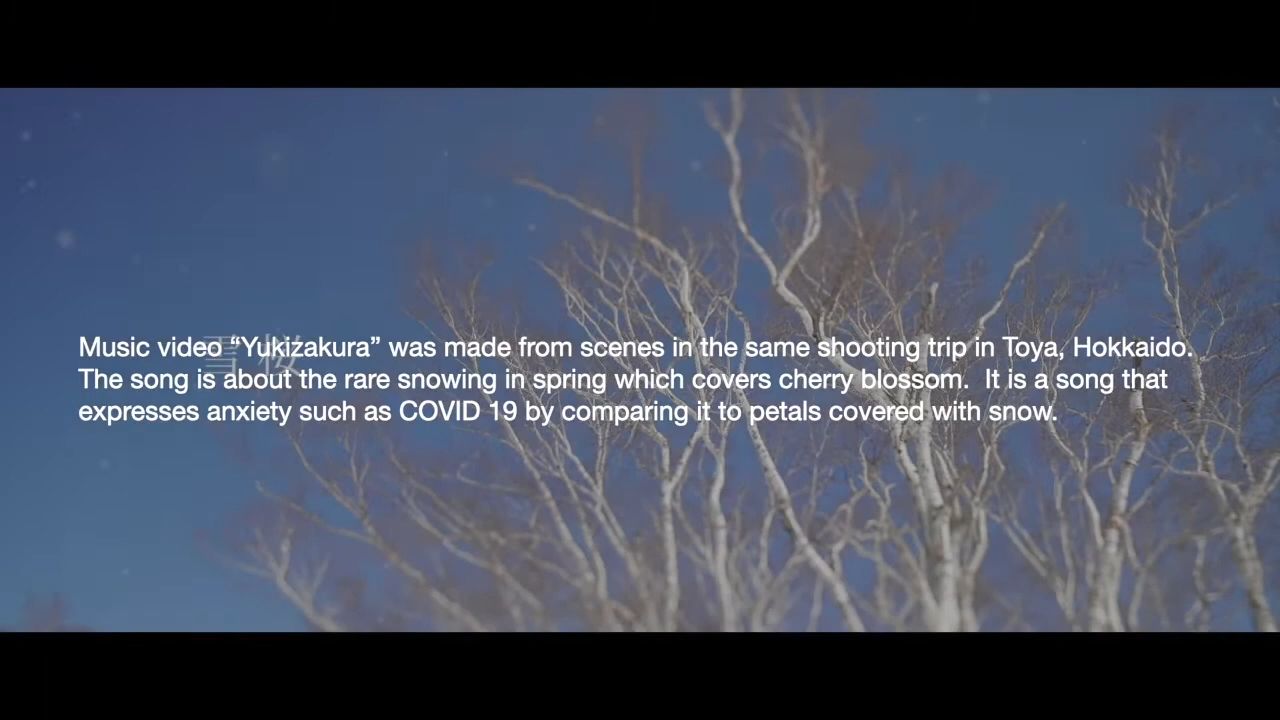 Music video “Yukizakura” was made from scenes in the same shooting trip in Toya, Hokkaido.
The song is about the rare snowing in spring which covers cherry blossom.  It is a song that
expresses anxiety such as COVID 19 by comparing it to petals covered with snow.
雪桜